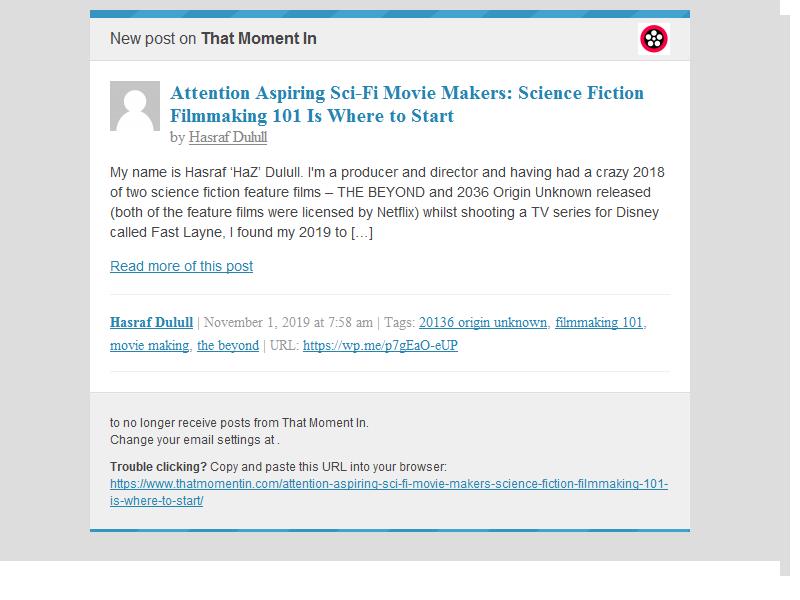 New post on That Moment In
Attention Aspiring Sci-Fi Movie Makers: Science Fiction
Filmmaking 101 Is Where to Start
by Hasraf Dulull
My name is Hasraf ‘HaZ’ Dulull. I'm a producer and director and having had a crazy 2018
of two science fiction feature films – THE BEYOND and 2036 Origin Unknown released
(both of the feature films were licensed by Netflix) whilst shooting a TV series for Disney
called Fast Layne, I found my 2019 to […]
Read more of this post
Hasraf Dulull | November 1, 2019 at 7:58 am | Tags: 20136 origin unknown, filmmaking 101,
movie making, the beyond | URL: https://wp.me/p7gEaO-eUP
to no longer receive posts from That Moment In.
Change your email settings at .
Trouble clicking? Copy and paste this URL into your browser:
https://www.thatmomentin.com/attention-aspiring-sci-fi-movie-makers-science-fiction-filmmaking-101-
is-where-to-start/